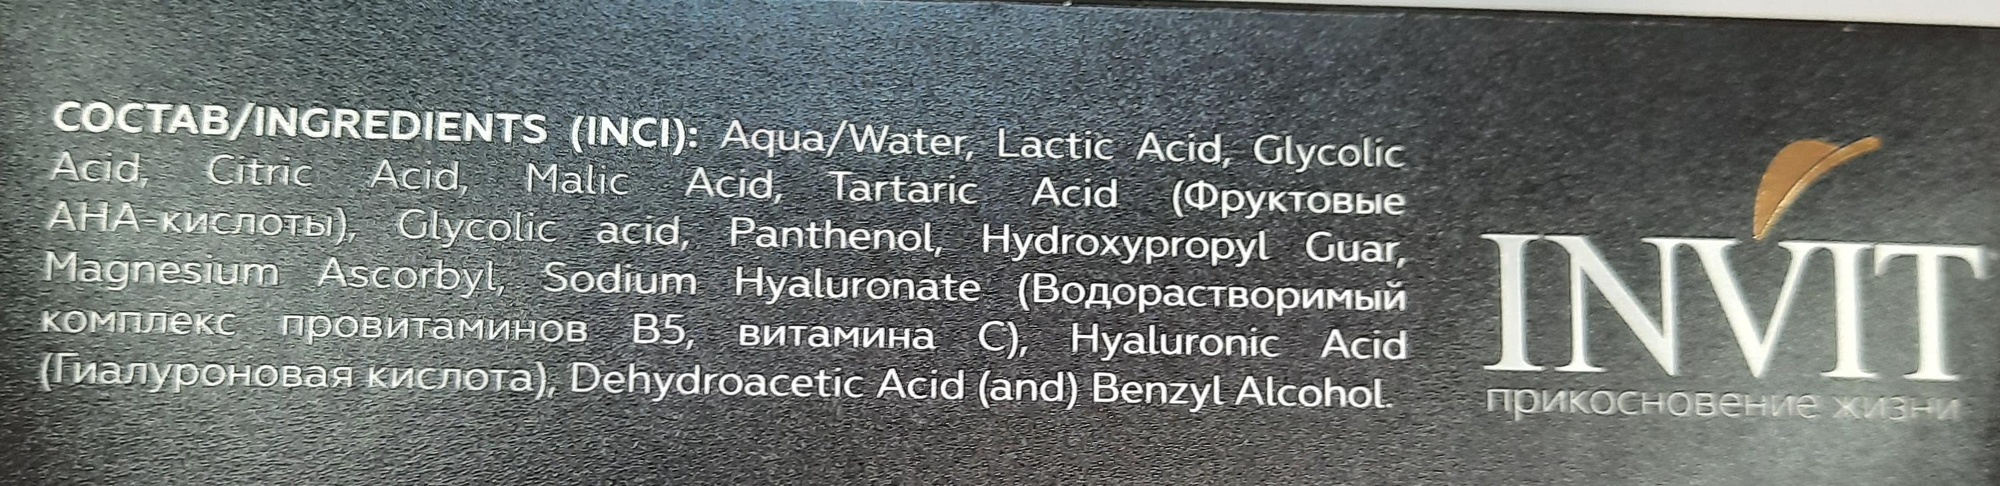 СОСТАВ/INGREDIENTS (INCI): Aqua/Water, Lactic Acid, Glycolic
Acid, Citric Acid, Malic Acid, Tartaric Acid (Фруктовые
АНА-кислоты), Glycolic acid, Panthenol, Hydroxypropyl Guar,
Magnesium Ascorbyl, Sodium Hyaluronate (Водорастворимый
комплекс провитаминов В5, витамина С), Hyaluronic Acid
(Гиалуроновая кислота), Dehydroacetic Acid (and) Benzyl Alcohol.
INVIT
прикосновение жизни